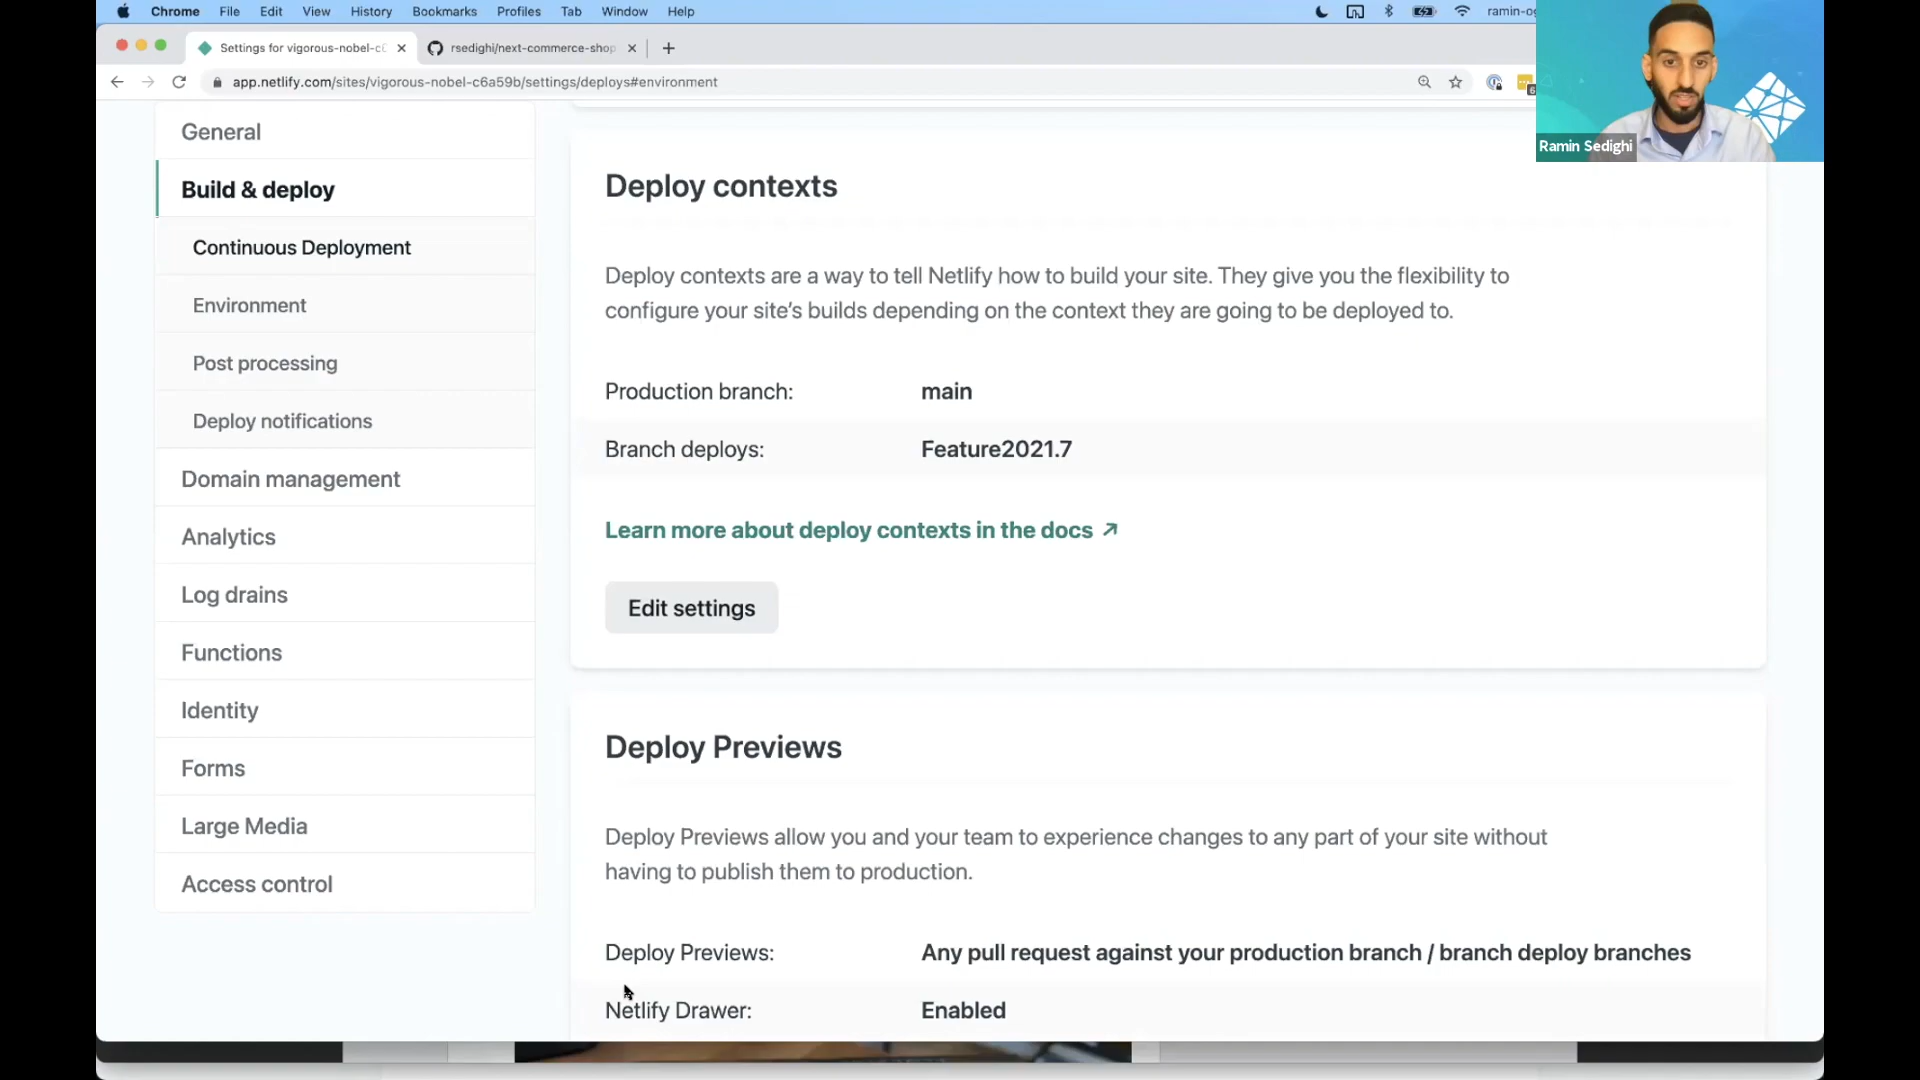 Chrome File Edit View History Bookmarks Profiles Tab Window Help
Settings for vigorous-nobel-c
rsedighi/next-commerce-shop
app.netlify.com/sites/vigorous-nobel-c6a59b/settings/deploys#environment
6
Ramin Sedighi
General
Build & deploy
Continuous Deployment
Environment
Post processing
Deploy notifications
Domain management
Analytics
Log drains
Functions
Identity
Forms
Large Media
Access control
Deploy contexts
Deploy contexts are a way to tell Netlify how to build your site. They give you the flexibility to
configure your site’s builds depending on the context they are going to be deployed to.
Production branch: main
Branch deploys: Feature2021.7
Learn more about deploy contexts in the docs ↗
Edit settings
Deploy Previews
Deploy Previews allow you and your team to experience changes to any part of your site without
having to publish them to production.
Deploy Previews: Any pull request against your production branch / branch deploy branches
Netlify Drawer: Enabled